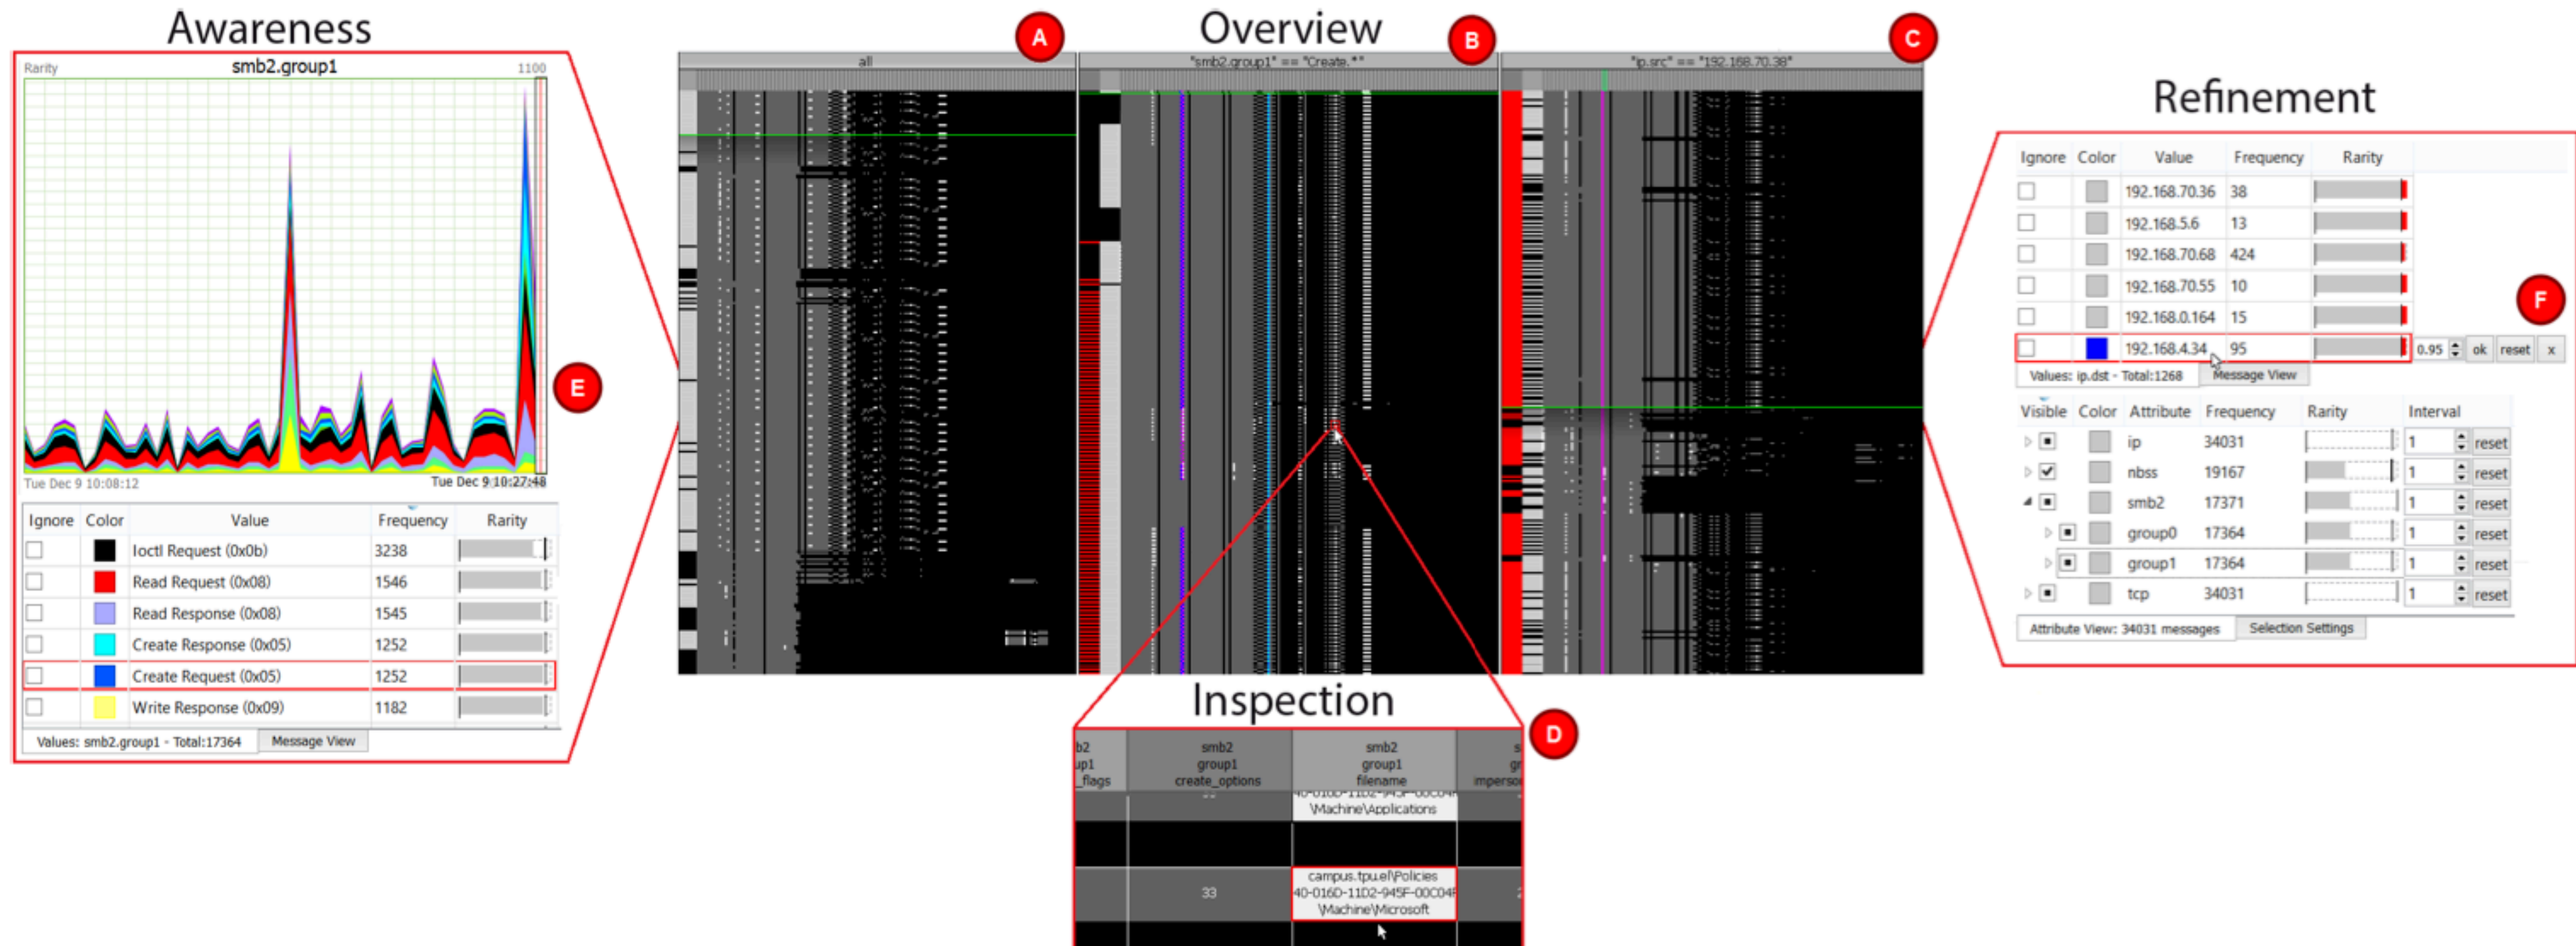 Awareness
Rarity smb2.group1 1100
Tue Dec 9 10:08:12 Tue Dec 9 10:27:48
E
Ignore Color Value Frequency Rarity
Ioctl Request (0x0b) 3238
Read Request (0x08) 1546
Read Response (0x08) 1545
Create Response (0x05) 1252
Create Request (0x05) 1252
Write Response (0x09) 1182
Values: smb2.group1 - Total:17364 Message View
Overview
A B C
all "smb2.group1" == "Create.*" "ip.src" == "192.168.70.38"
Inspection
D
smb2 smb2
group1 group1
_flags create_options filename
\Machine\Applications
campus.tpu.el\Policies
33 40-016D-11D2-945F-00C04F
\Machine\Microsoft
Refinement
Ignore Color Value Frequency Rarity
192.168.70.36 38
192.168.5.6 13
192.168.70.68 424
192.168.70.55 10
192.168.0.164 15
192.168.4.34 95 0.95 ok reset x
F
Values: ip.dst - Total:1268 Message View
Visible Color Attribute Frequency Rarity Interval
ip 34031 1 reset
nbss 19167 1 reset
smb2 17371 1 reset
group0 17364 1 reset
group1 17364 1 reset
tcp 34031 1 reset
Attribute View: 34031 messages Selection Settings